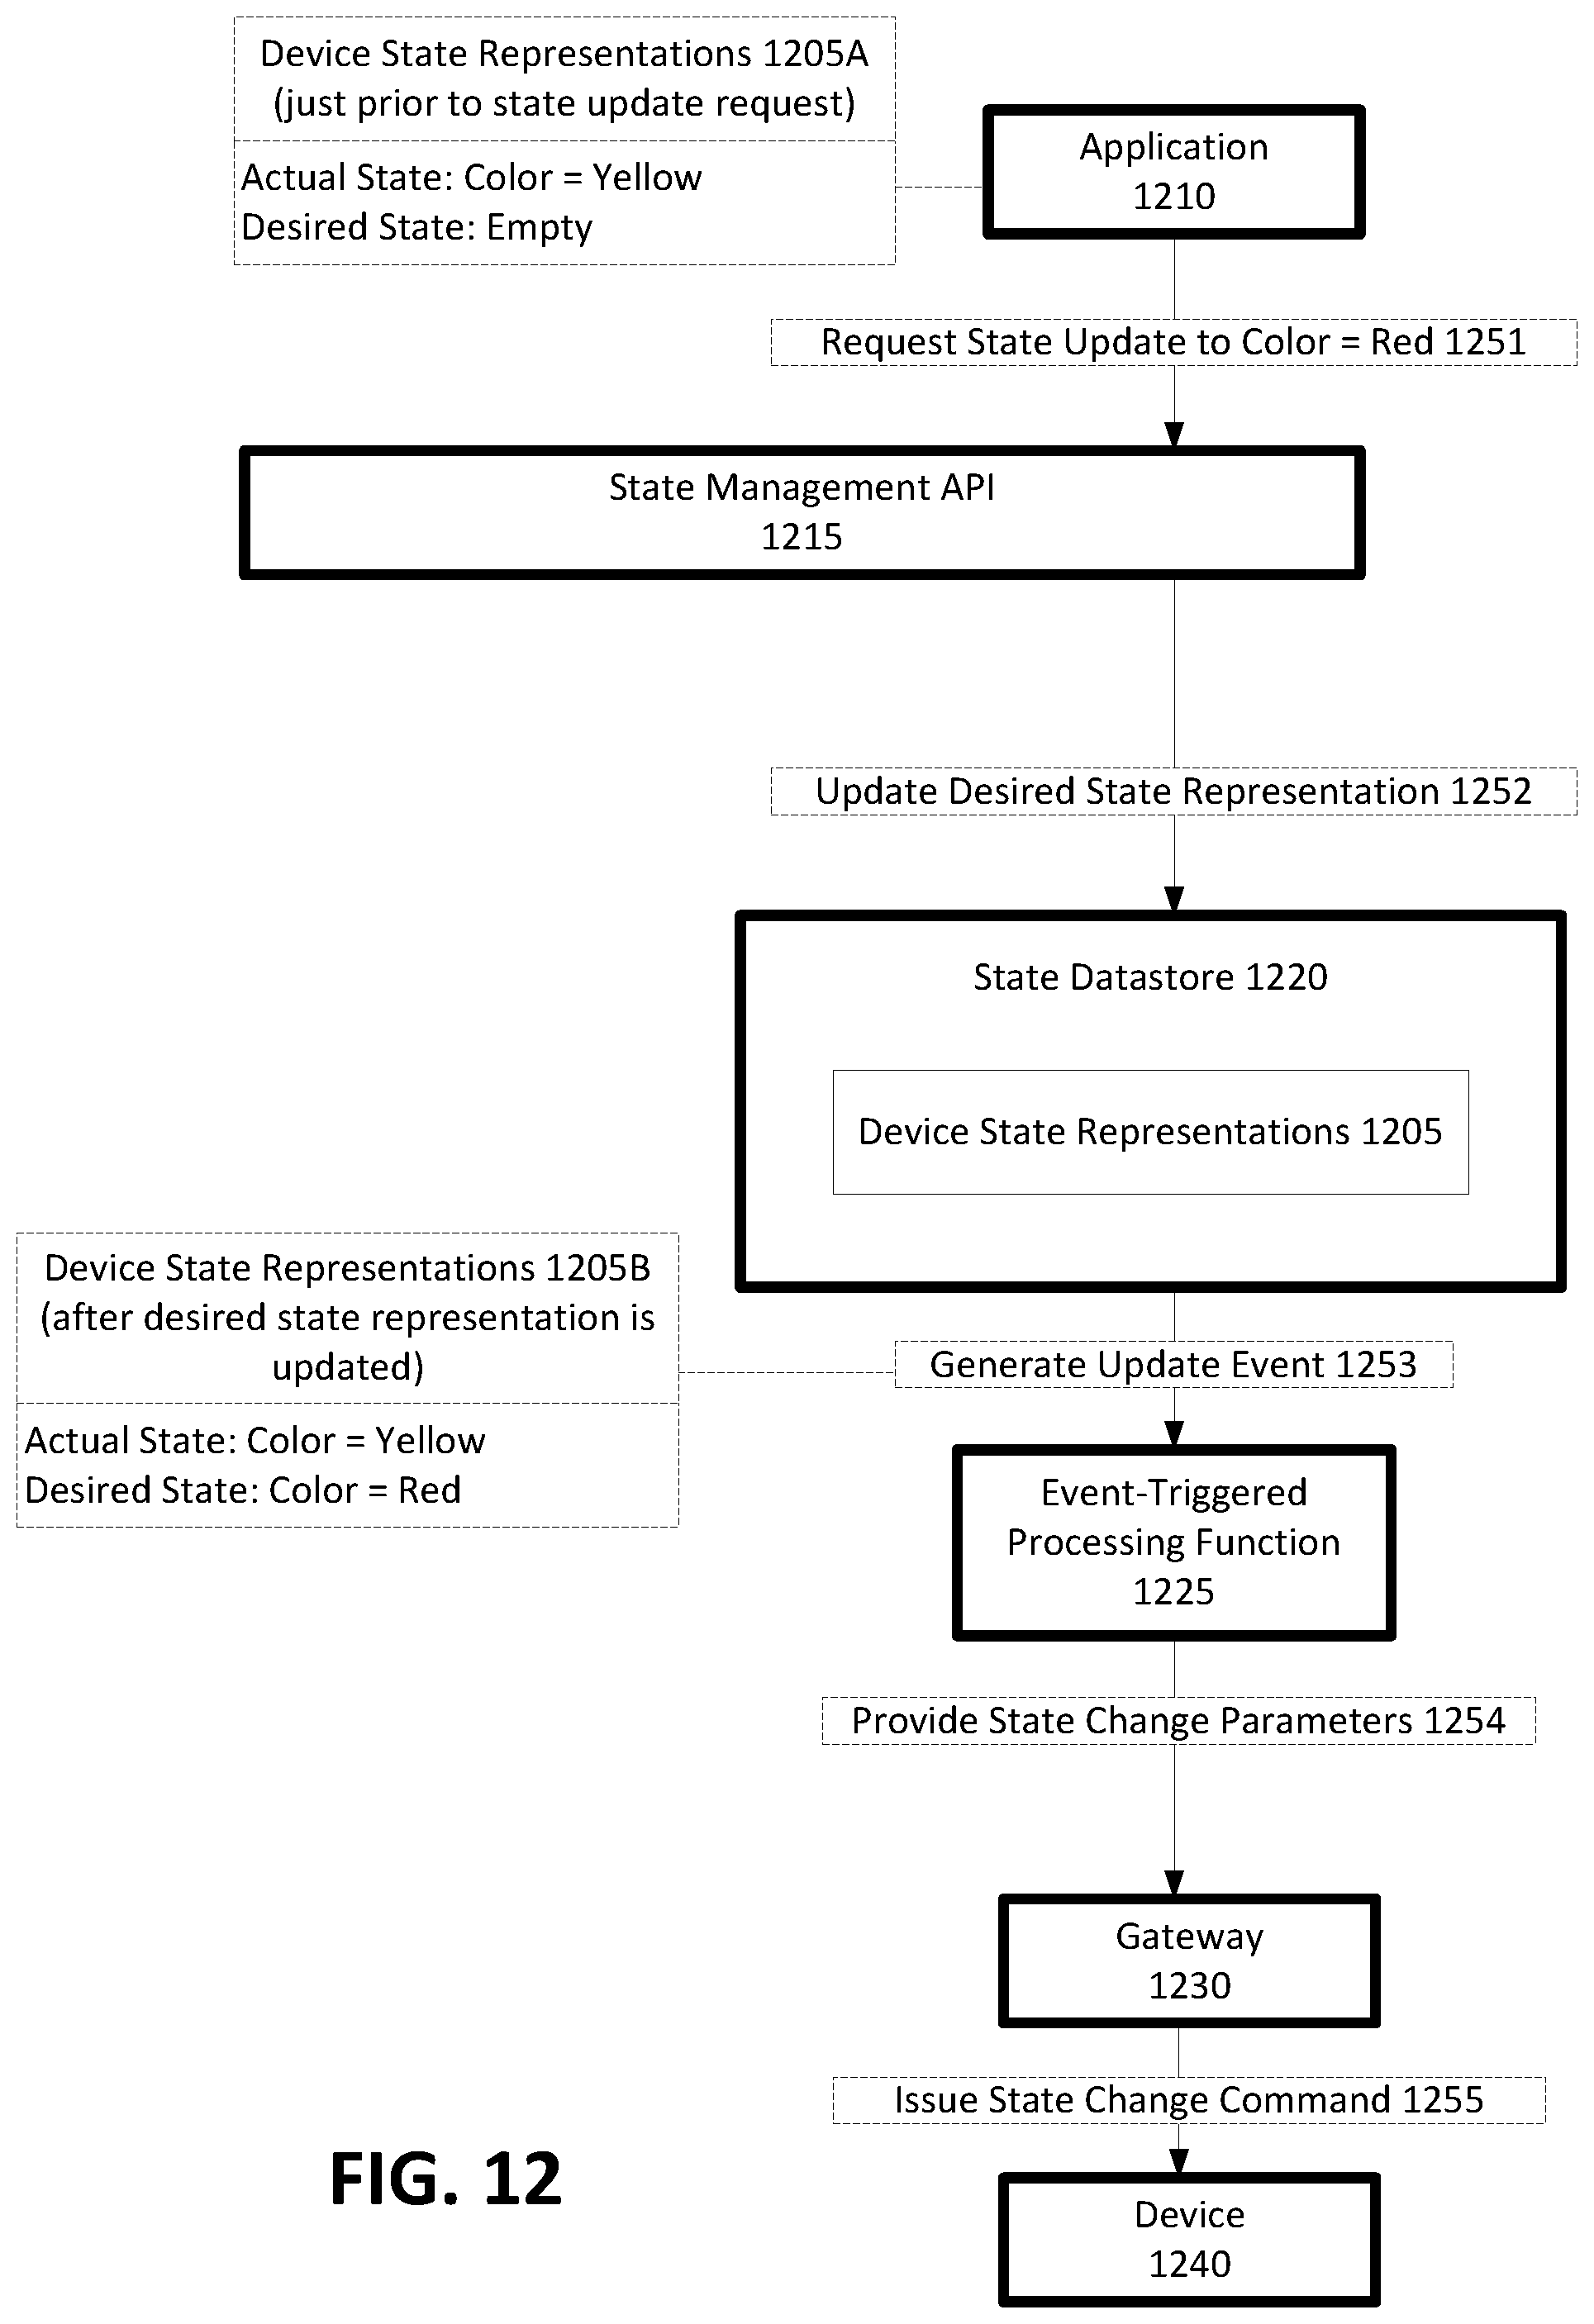 Device State Representations 1205A
(just prior to state update request)
Actual State: Color = Yellow
Desired State: Empty
Application
1210
Request State Update to Color = Red 1251
State Management API
1215
Update Desired State Representation 1252
State Datastore 1220
Device State Representations 1205
Device State Representations 1205B
(after desired state representation is
updated)
Actual State: Color = Yellow
Desired State: Color = Red
Generate Update Event 1253
Event-Triggered
Processing Function
1225
Provide State Change Parameters 1254
Gateway
1230
Issue State Change Command 1255
Device
1240
FIG. 12